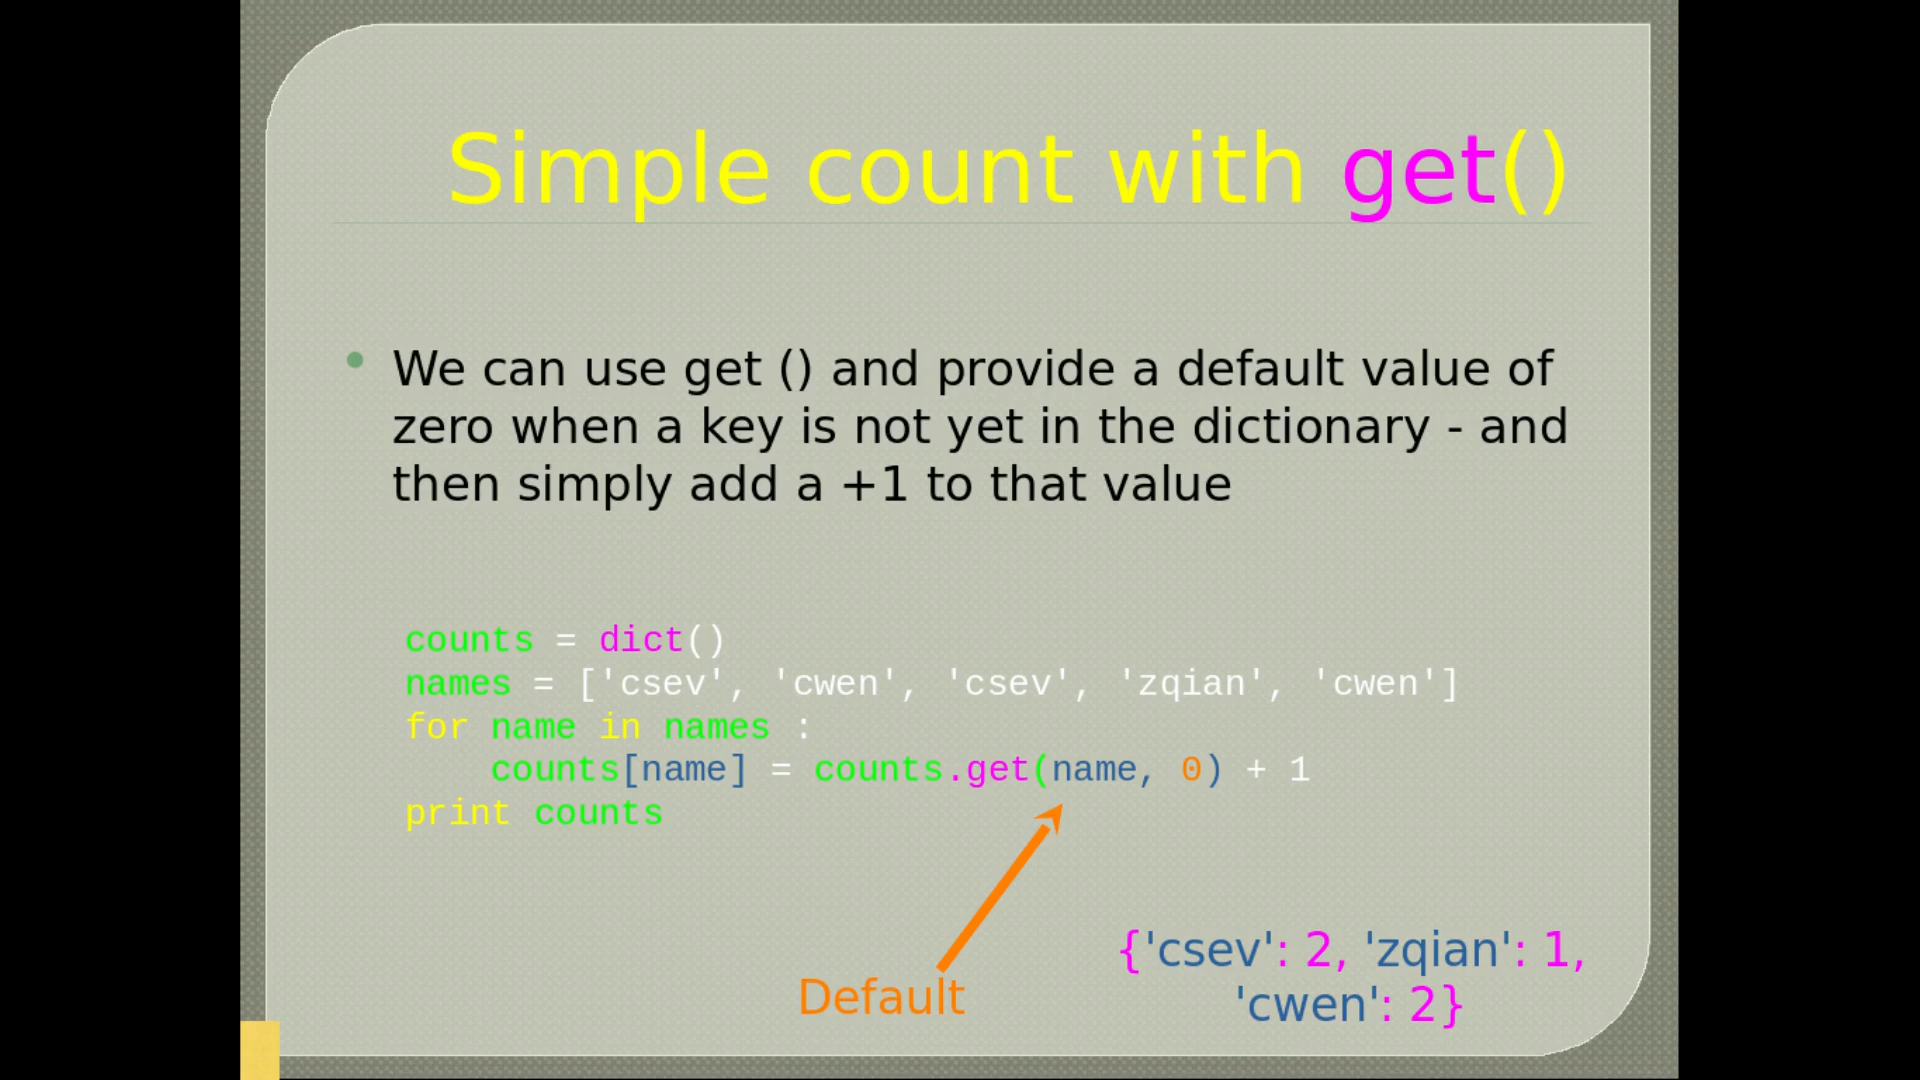 Simple count with get()
We can use get () and provide a default value of
zero when a key is not yet in the dictionary - and
then simply add a +1 to that value
counts = dict()
names = ['csev', 'cwen', 'csev', 'zqian', 'cwen']
for name in names :
    counts[name] = counts.get(name, 0) + 1
print counts
Default
{'csev': 2, 'zqian': 1,
'cwen': 2}